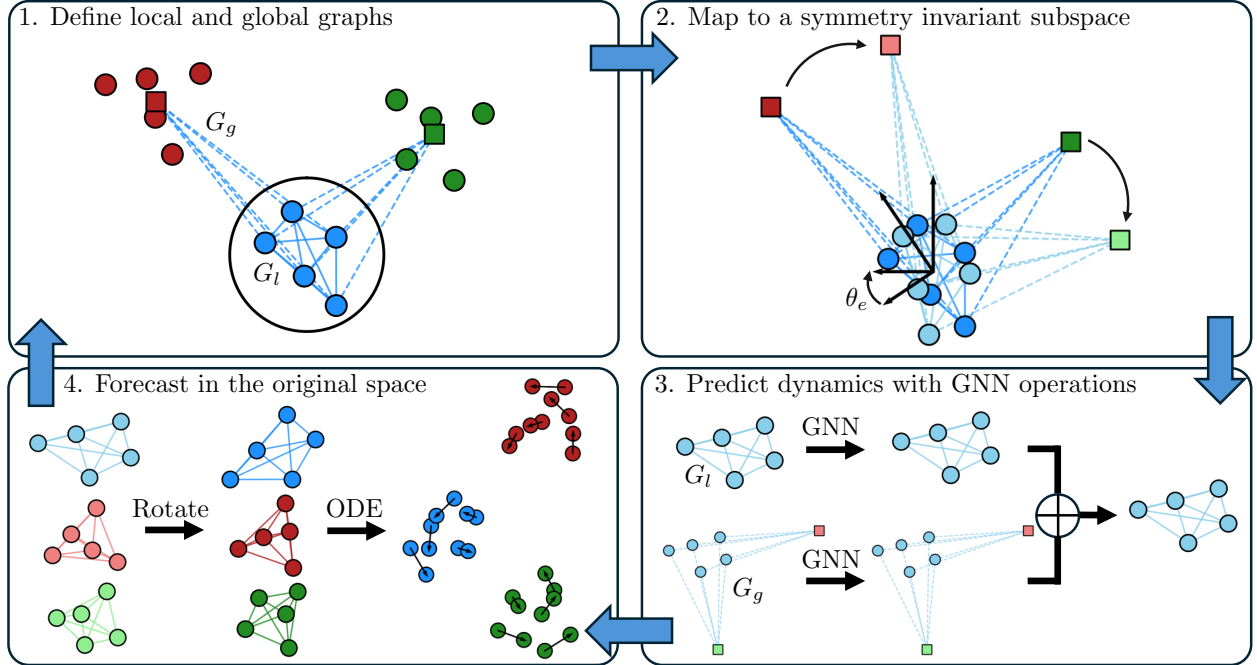 1. Define local and global graphs
G_g
G_l
2. Map to a symmetry invariant subspace
θ_e
3. Predict dynamics with GNN operations
GNN
G_l
GNN
G_g
4. Forecast in the original space
Rotate
ODE